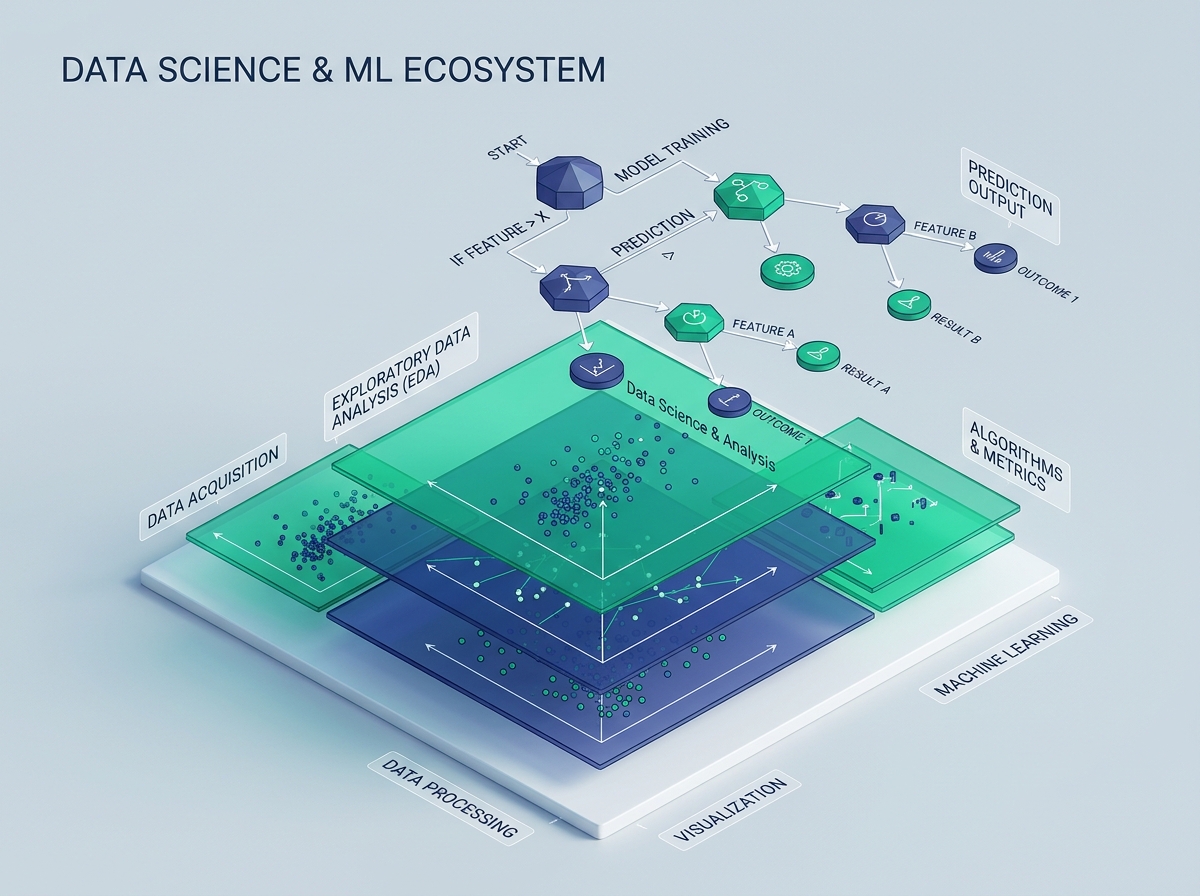 DATA SCIENCE & ML ECOSYSTEM
START
MODEL TRAINING
IF FEATURE > X
PREDICTION
PREDICTION
OUTPUT
FEATURE B
OUTCOME 1
RESULT B
FEATURE A
RESULT A
OUTCOME 1
Data Science & Analysis
EXPLORATORY DATA
ANALYSIS (EDA)
DATA ACQUISITION
ALGORITHMS
& METRICS
MACHINE LEARNING
DATA PROCESSING
VISUALIZATION